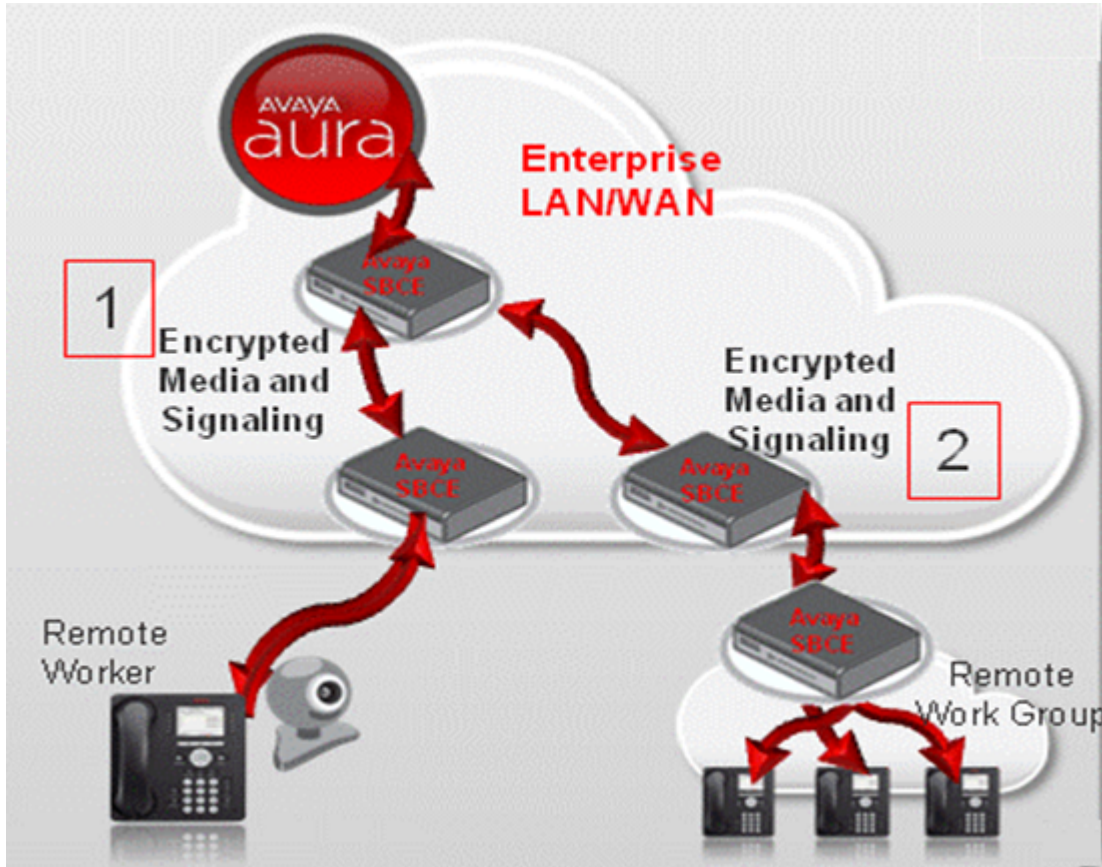 AVAYA
aura
Enterprise
LAN/WAN
Avaya
SBCE
1
Encrypted
Media and
Signaling
Encrypted
Media and
Signaling
2
Avaya
SBCE
Avaya
SBCE
Avaya
SBCE
Remote
Worker
Remote
Work Group